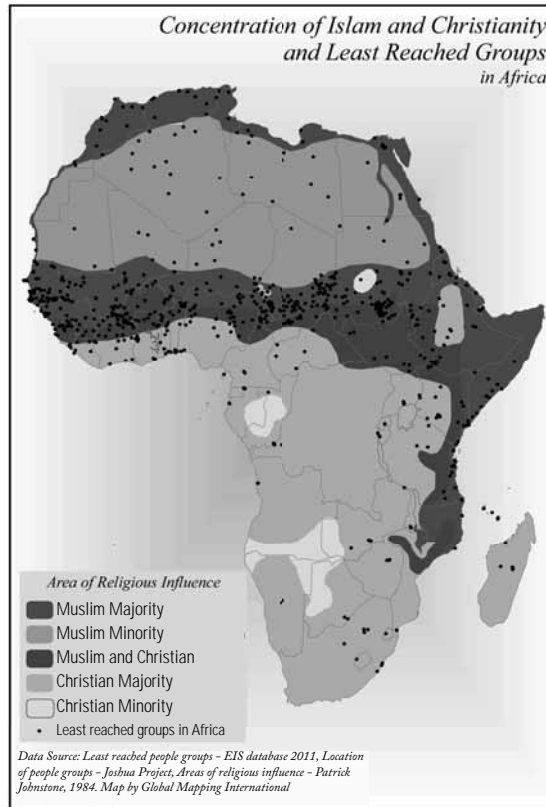 Concentration of Islam and Christianity
and Least Reached Groups
in Africa
Area of Religious Influence
Muslim Majority
Muslim Minority
Muslim and Christian
Christian Majority
Christian Minority
Least reached groups in Africa
Data Source: Least reached people groups - EIS database 2011, Location
of people groups - Joshua Project, Areas of religious influence - Patrick
Johnstone, 1984. Map by Global Mapping International